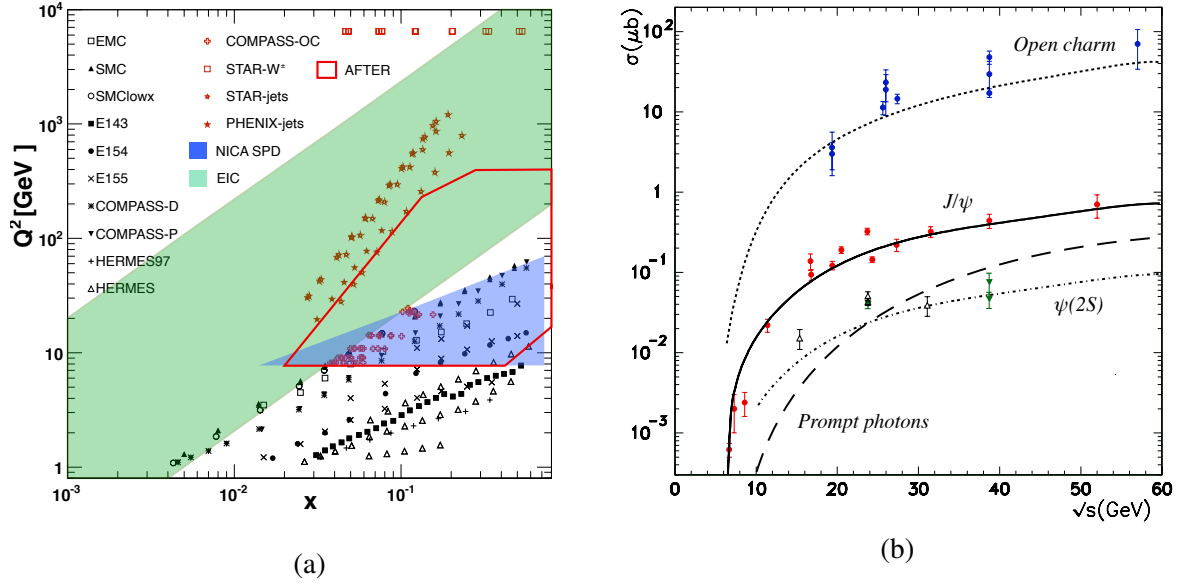 10⁴
10³
10²
10
1
Q² [GeV²]
EMC
SMC
SMClowx
E143
E154
E155
COMPASS-D
COMPASS-P
HERMES97
HERMES
COMPASS-OC
STAR-W±
STAR-jets
PHENIX-jets
NICA SPD
EIC
AFTER
10⁻³
10⁻²
10⁻¹
x
(a)
σ(μb)
10²
10
1
10⁻¹
10⁻²
10⁻³
Open charm
J/ψ
ψ(2S)
Prompt photons
0
10
20
30
40
50
60
√s(GeV)
(b)